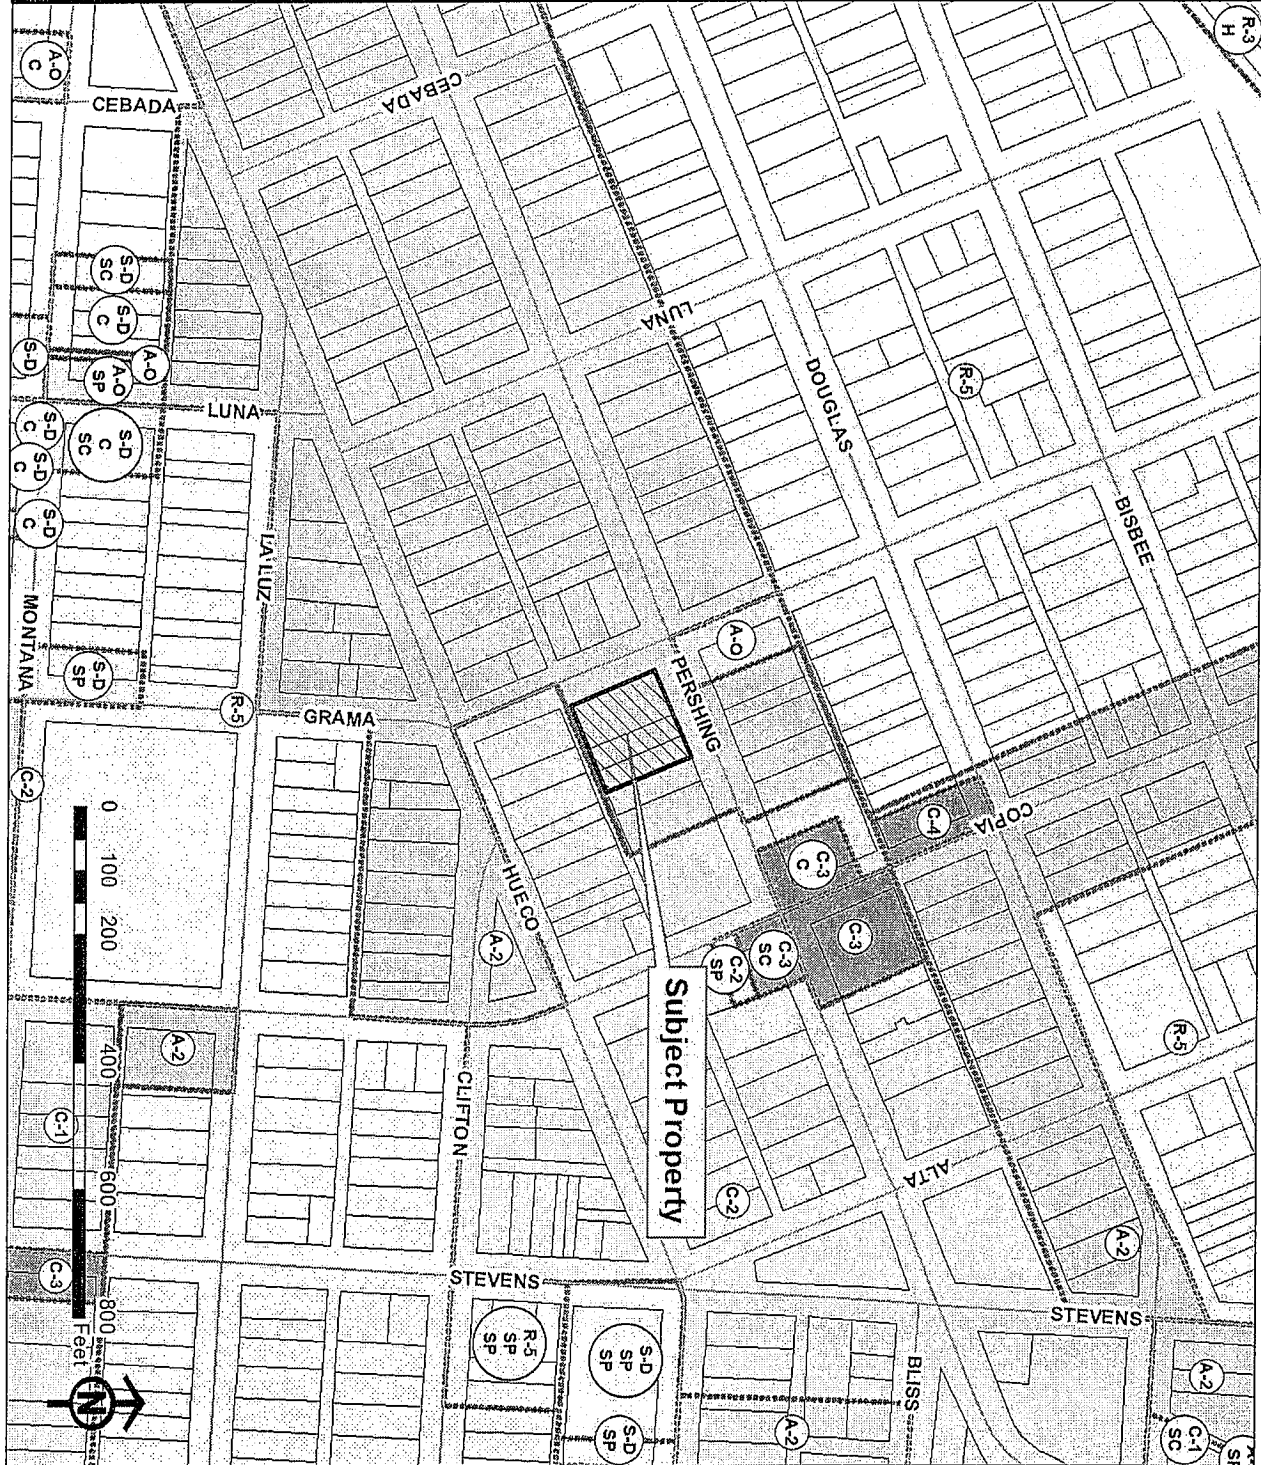 R-3
H
A-O
C
CEBADA
CEBADA
S-D
SC
S-D
C
A-O
A-O
SP
S-D
LUNA
LUNA
DOUGLAS
R-5
S-D
C
S-D
C
SC
S-D
C
S-D
C
BISBEE
LA LUZ
MONTANA
S-D
SP
R-5
GRAMA
A-O
PERSHING
C-2
C-4
COPIA
C-3
C
C-3
C-3
SC
C-2
SP
HUECO
A-2
Subject Property
R-5
A-2
CLIFTON
C-1
C-2
ALTA
A-2
C-3
STEVENS
STEVENS
R-5
SP
SP
S-D
SP
SP
S-D
SP
BLISS
A-2
A-2
C-1
SC
0
100
200
400
600
800
Feet
N